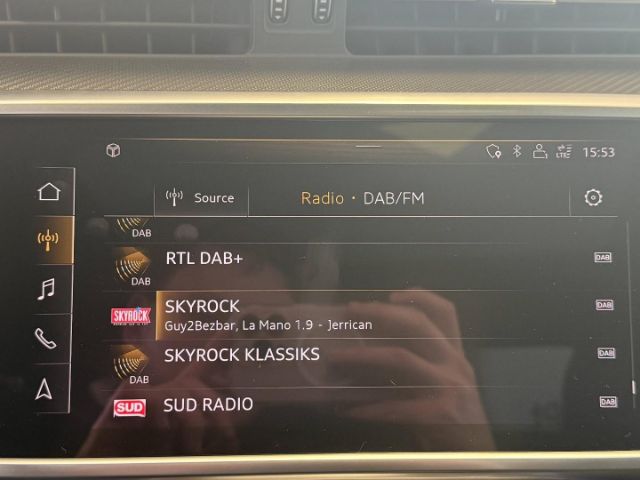 15:53
LTE
Source
Radio · DAB/FM
DAB
RTL DAB+
DAB
DAB
SKYROCK
SKYROCK
Guy2Bezbar, La Mano 1.9 - Jerrican
DAB
SKYROCK KLASSIKS
DAB
DAB
SUD
SUD RADIO
DAB